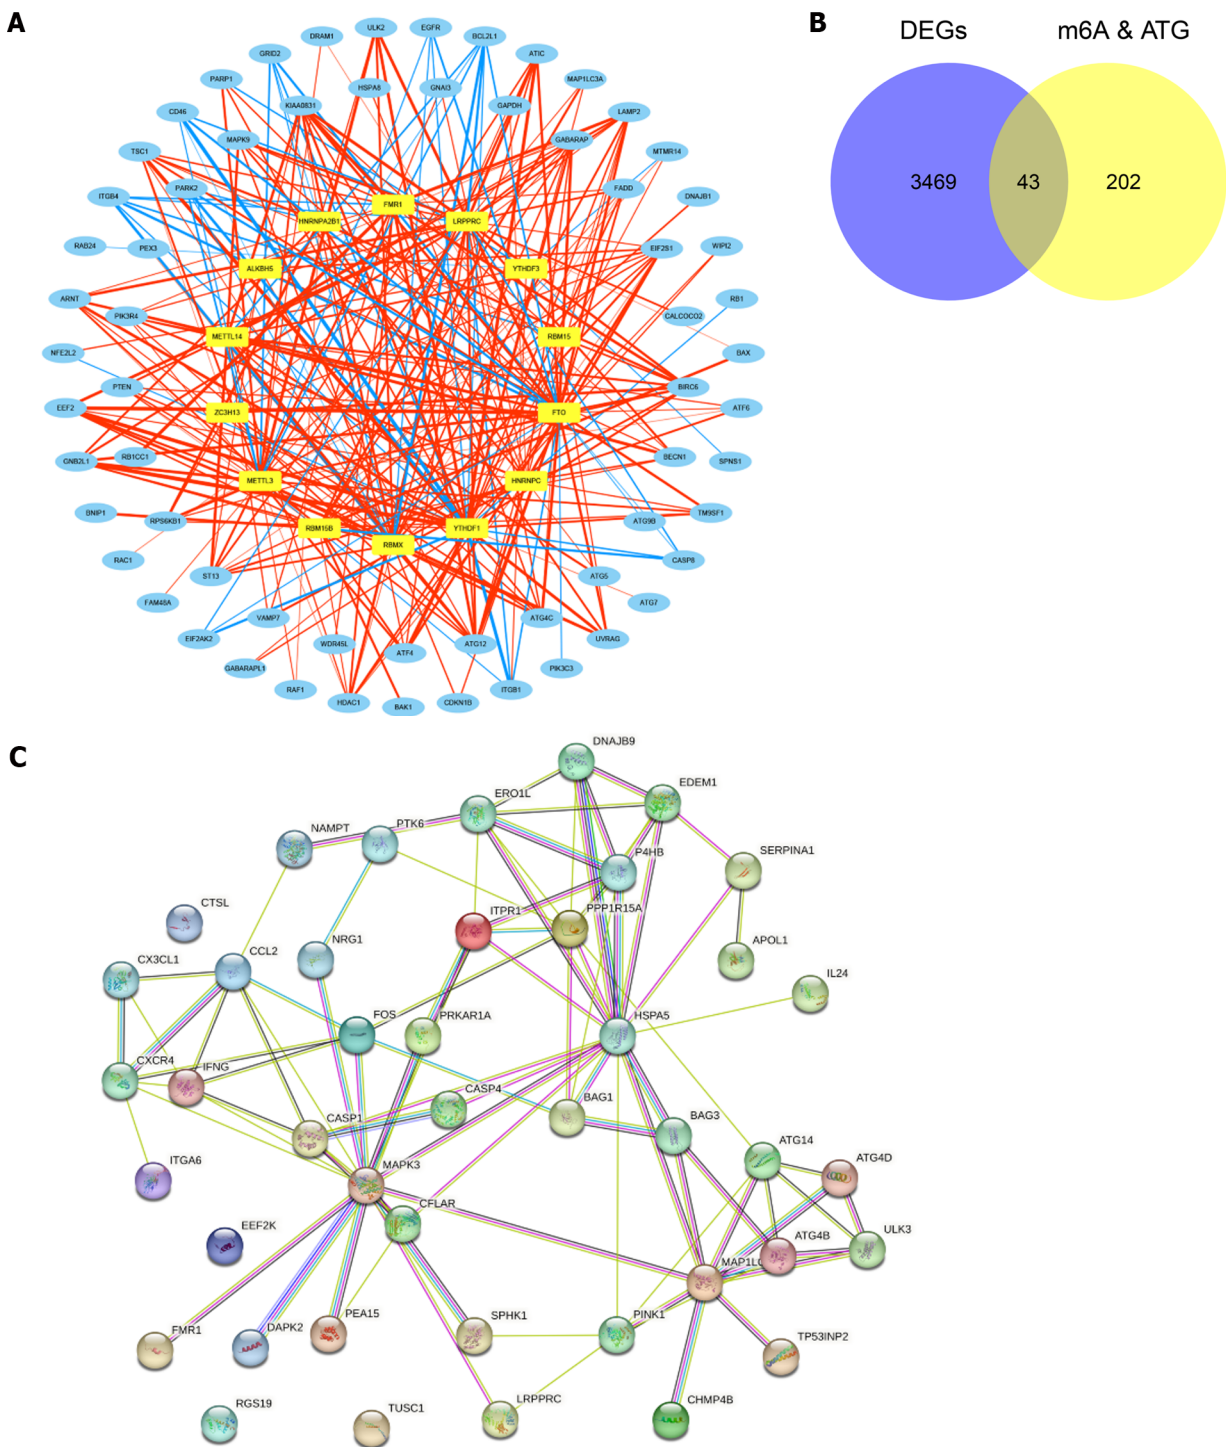 A
B
DEGs
m6A & ATG
3469
43
202
ULK2
EGFR
BCL2L1
DRAM1
GRID2
ATIC
PARP1
HSPA8
GNAI3
MAP1LC3A
KIAA0831
GAPDH
CD46
LAMP2
MAPK9
GABARAP
TSC1
MTMR14
PARK2
FADD
ITGB4
DNAJB1
FMR1
HNRNPA2B1
LRPPRC
RAB24
PEX3
EIF2S1
WIPI2
ALKBH5
YTHDF3
ARNT
RB1
PIK3R4
CALCOCO2
METTL14
RBM15
NFE2L2
BAX
PTEN
BIRC6
EEF2
ZC3H13
FTO
ATF6
GNB2L1
RB1CC1
BECN1
SPNS1
METTL3
HNRNPC
BNIP1
RPS6KB1
ATG9B
TM9SF1
RBM15B
YTHDF1
RBMX
RAC1
CASP8
ST13
ATG5
FAM48A
ATG7
VAMP7
ATG4C
EIF2AK2
WDR45L
ATG12
UVRAG
ATF4
GABARAPL1
PIK3C3
RAF1
ITGB1
HDAC1
BAK1
CDKN1B
C
DNAJB9
EDEM1
ERO1L
NAMPT
PTK6
P4HB
SERPINA1
CTSL
ITPR1
PPP1R15A
NRG1
APOL1
CX3CL1
CCL2
IL24
FOS
PRKAR1A
HSPA5
CXCR4
IFNG
CASP4
BAG1
CASP1
BAG3
ATG14
ITGA6
MAPK3
ATG4D
CFLAR
EEF2K
ATG4B
ULK3
MAP1LC
FMR1
DAPK2
PEA15
SPHK1
PINK1
TP53INP2
RGS19
TUSC1
LRPPRC
CHMP4B